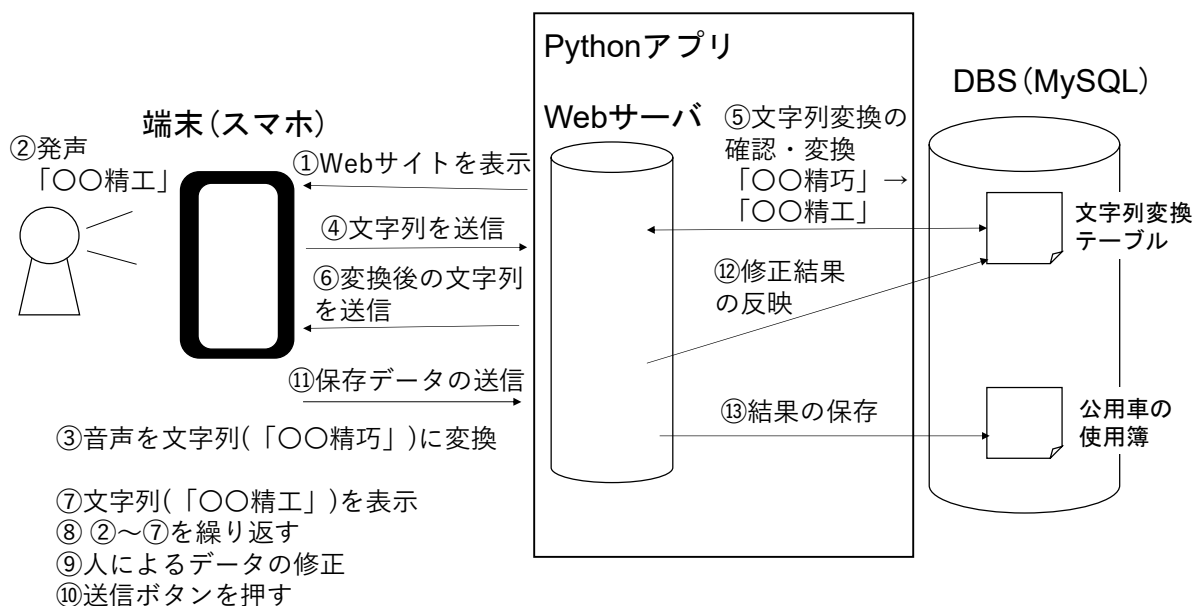 Pythonアプリ
DBS（MySQL）
端末（スマホ）
Webサーバ
②発声
「〇〇精工」
①Webサイトを表示
④文字列を送信
⑥変換後の文字列
を送信
⑪保存データの送信
⑤文字列変換の
確認・変換
「〇〇精巧」→
「〇〇精工」
⑫修正結果
の反映
⑬結果の保存
文字列変換
テーブル
公用車の
使用簿
③音声を文字列(「〇〇精巧」)に変換
⑦文字列(「〇〇精工」)を表示
⑧ ②～⑦を繰り返す
⑨人によるデータの修正
⑩送信ボタンを押す